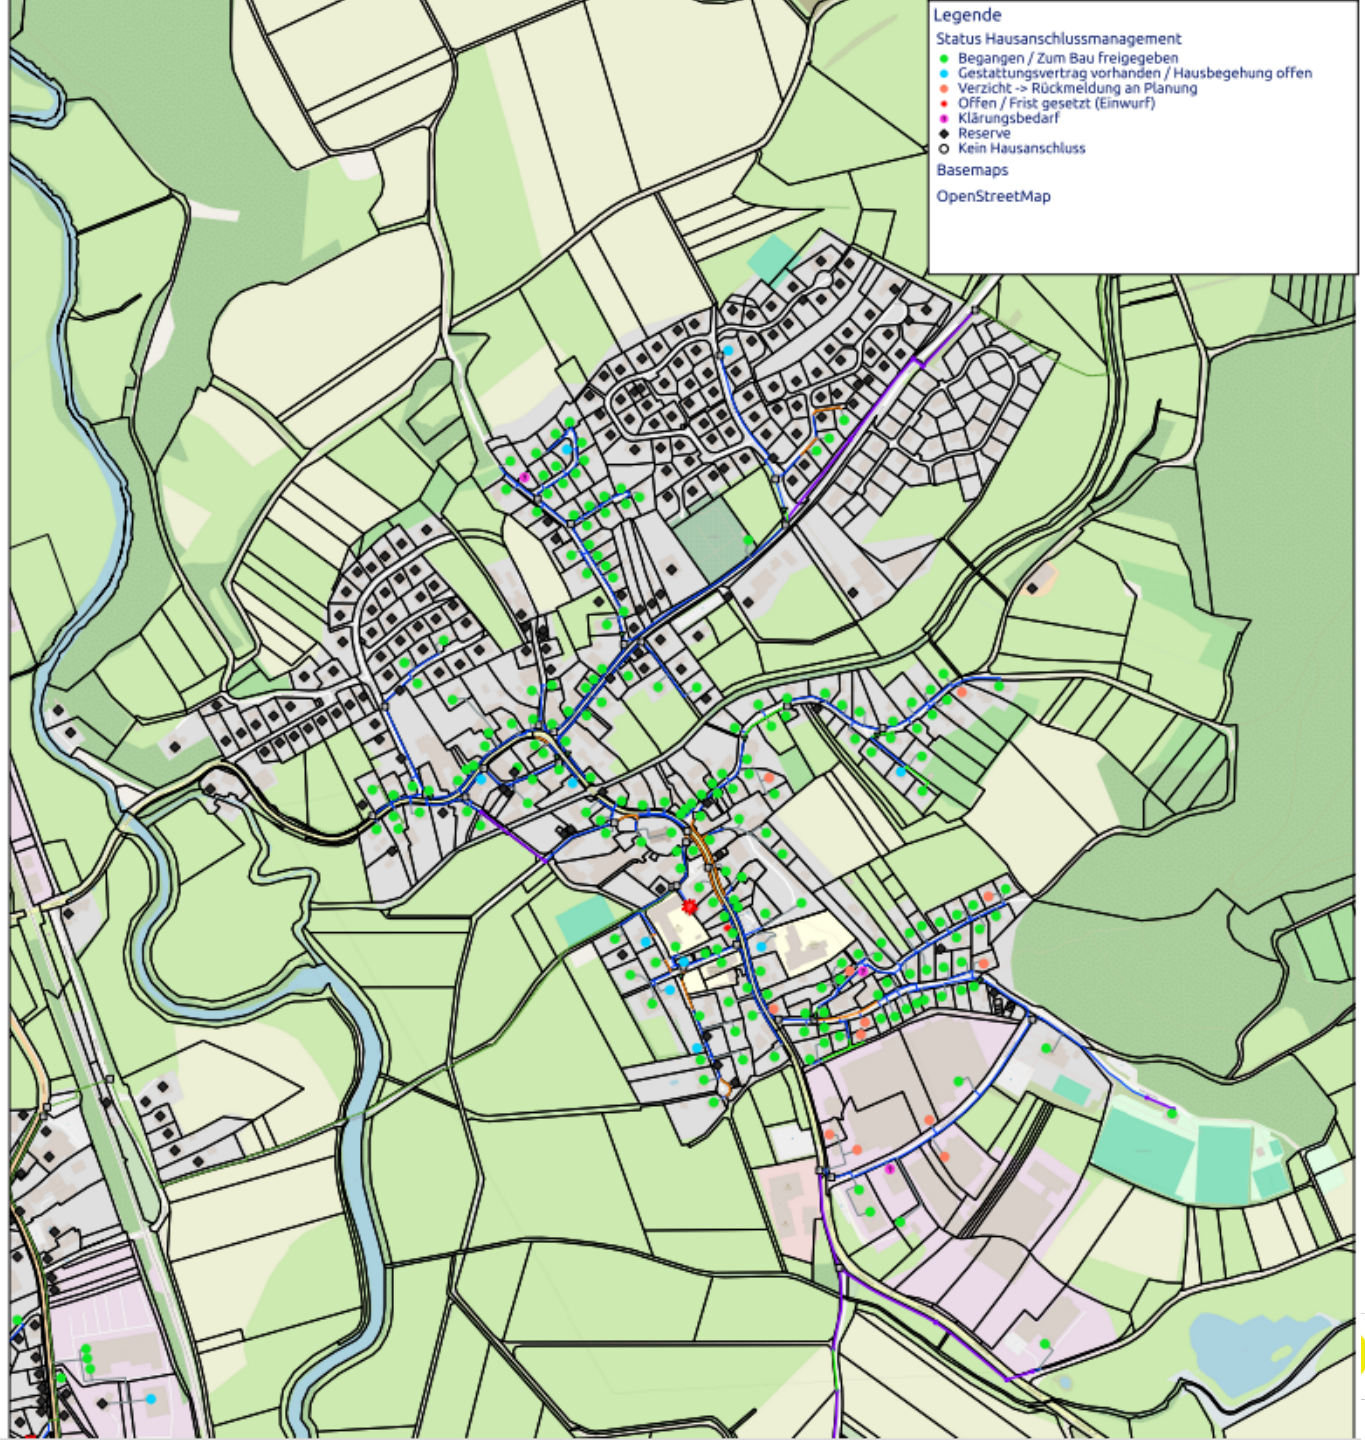 Legende
Status Hausanschlussmanagement
Begangen / Zum Bau freigegeben
Gestattungsvertrag vorhanden / Hausbegehung offen
Verzicht -> Rückmeldung an Planung
Offen / Frist gesetzt (Einwurf)
Klärungsbedarf
Reserve
Kein Hausanschluss
Basemaps
OpenStreetMap